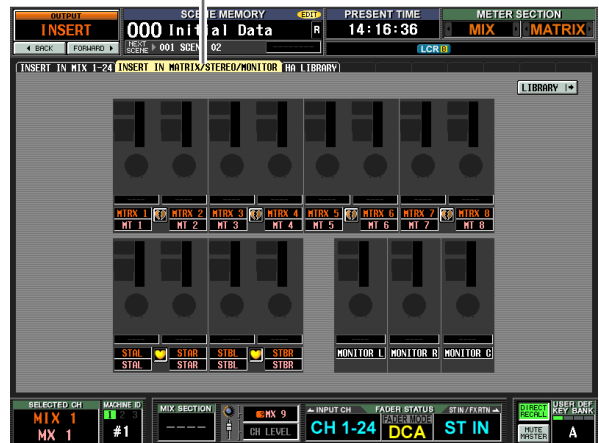 OUTPUT
INSERT
BACK FORWARD
SCENE MEMORY EDIT
000 Initial Data R
NEXT SCENE 001 SCENE 02
PRESENT TIME
14:16:36
METER SECTION
MIX MATRIX
LCR
INSERT IN MIX 1-24 INSERT IN MATRIX/STEREO/MONITOR HA LIBRARY
LIBRARY
MTRX 1 MTRX 2 MTRX 3 MTRX 4 MTRX 5 MTRX 6 MTRX 7 MTRX 8
MT 1 MT 2 MT 3 MT 4 MT 5 MT 6 MT 7 MT 8
STAL STAR STBL STBR MONITOR L MONITOR R MONITOR C
STAL STAR STBL STBR
SELECTED CH
MIX 1
MX 1
MACHINE ID
1 2 3
#1
MIX SECTION
----
MX 9
CH LEVEL
INPUT CH FADER STATUS ST IN/FXRTN
CH 1-24
FADER MODE
DCA
ST IN
DIRECT RECALL
MUTE MASTER
USER DEF KEY BANK
A